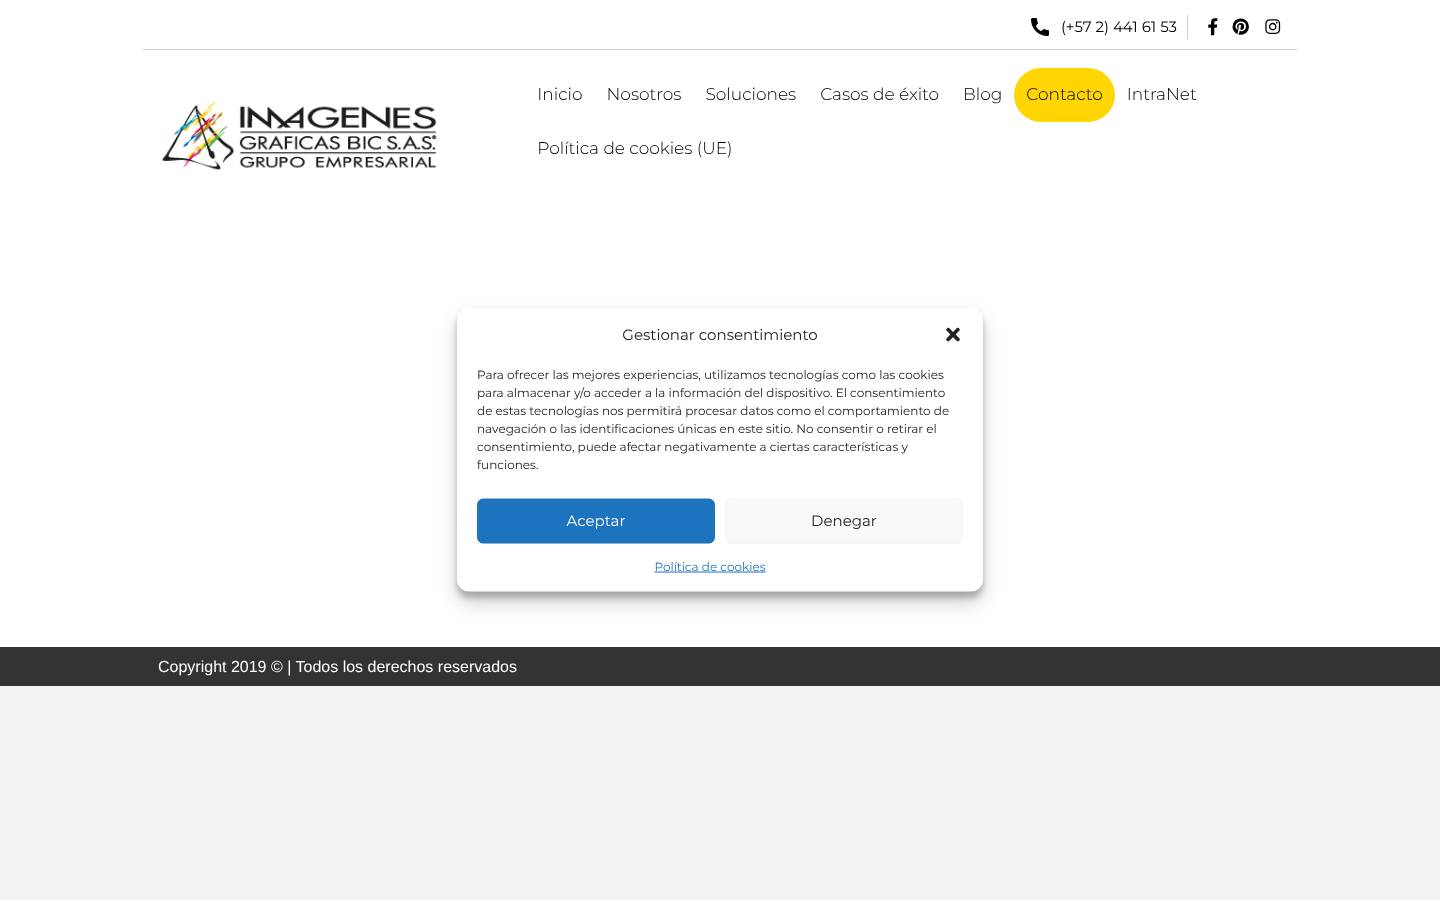 (+57 2) 441 61 53
Inicio Nosotros Soluciones Casos de éxito Blog Contacto IntraNet
Política de cookies (UE)
IMAGENES
GRAFICAS BIC S.A.S.®
GRUPO EMPRESARIAL
Gestionar consentimiento
Para ofrecer las mejores experiencias, utilizamos tecnologías como las cookies
para almacenar y/o acceder a la información del dispositivo. El consentimiento
de estas tecnologías nos permitirá procesar datos como el comportamiento de
navegación o las identificaciones únicas en este sitio. No consentir o retirar el
consentimiento, puede afectar negativamente a ciertas características y
funciones.
Aceptar Denegar
Política de cookies
Copyright 2019 © | Todos los derechos reservados